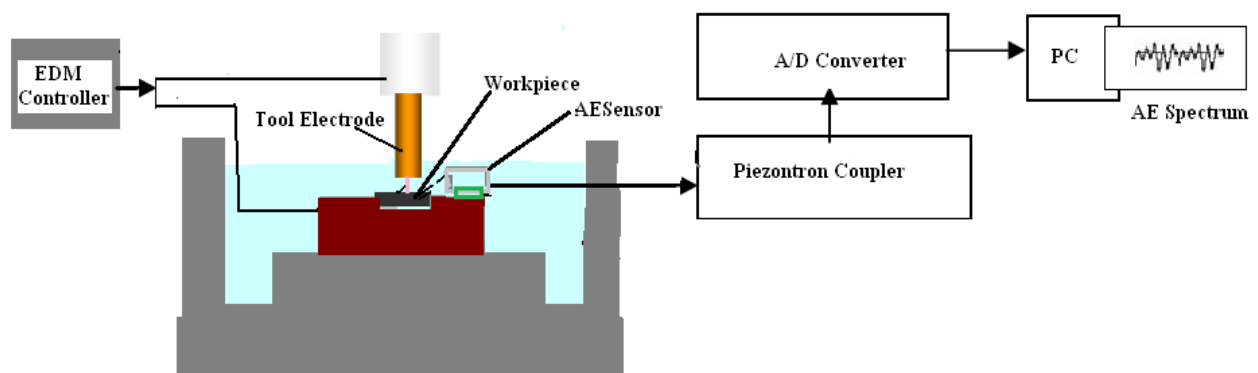 EDM
Controller
Tool Electrode
Workpiece
AESensor
A/D Converter
Piezontron Coupler
PC
AE Spectrum